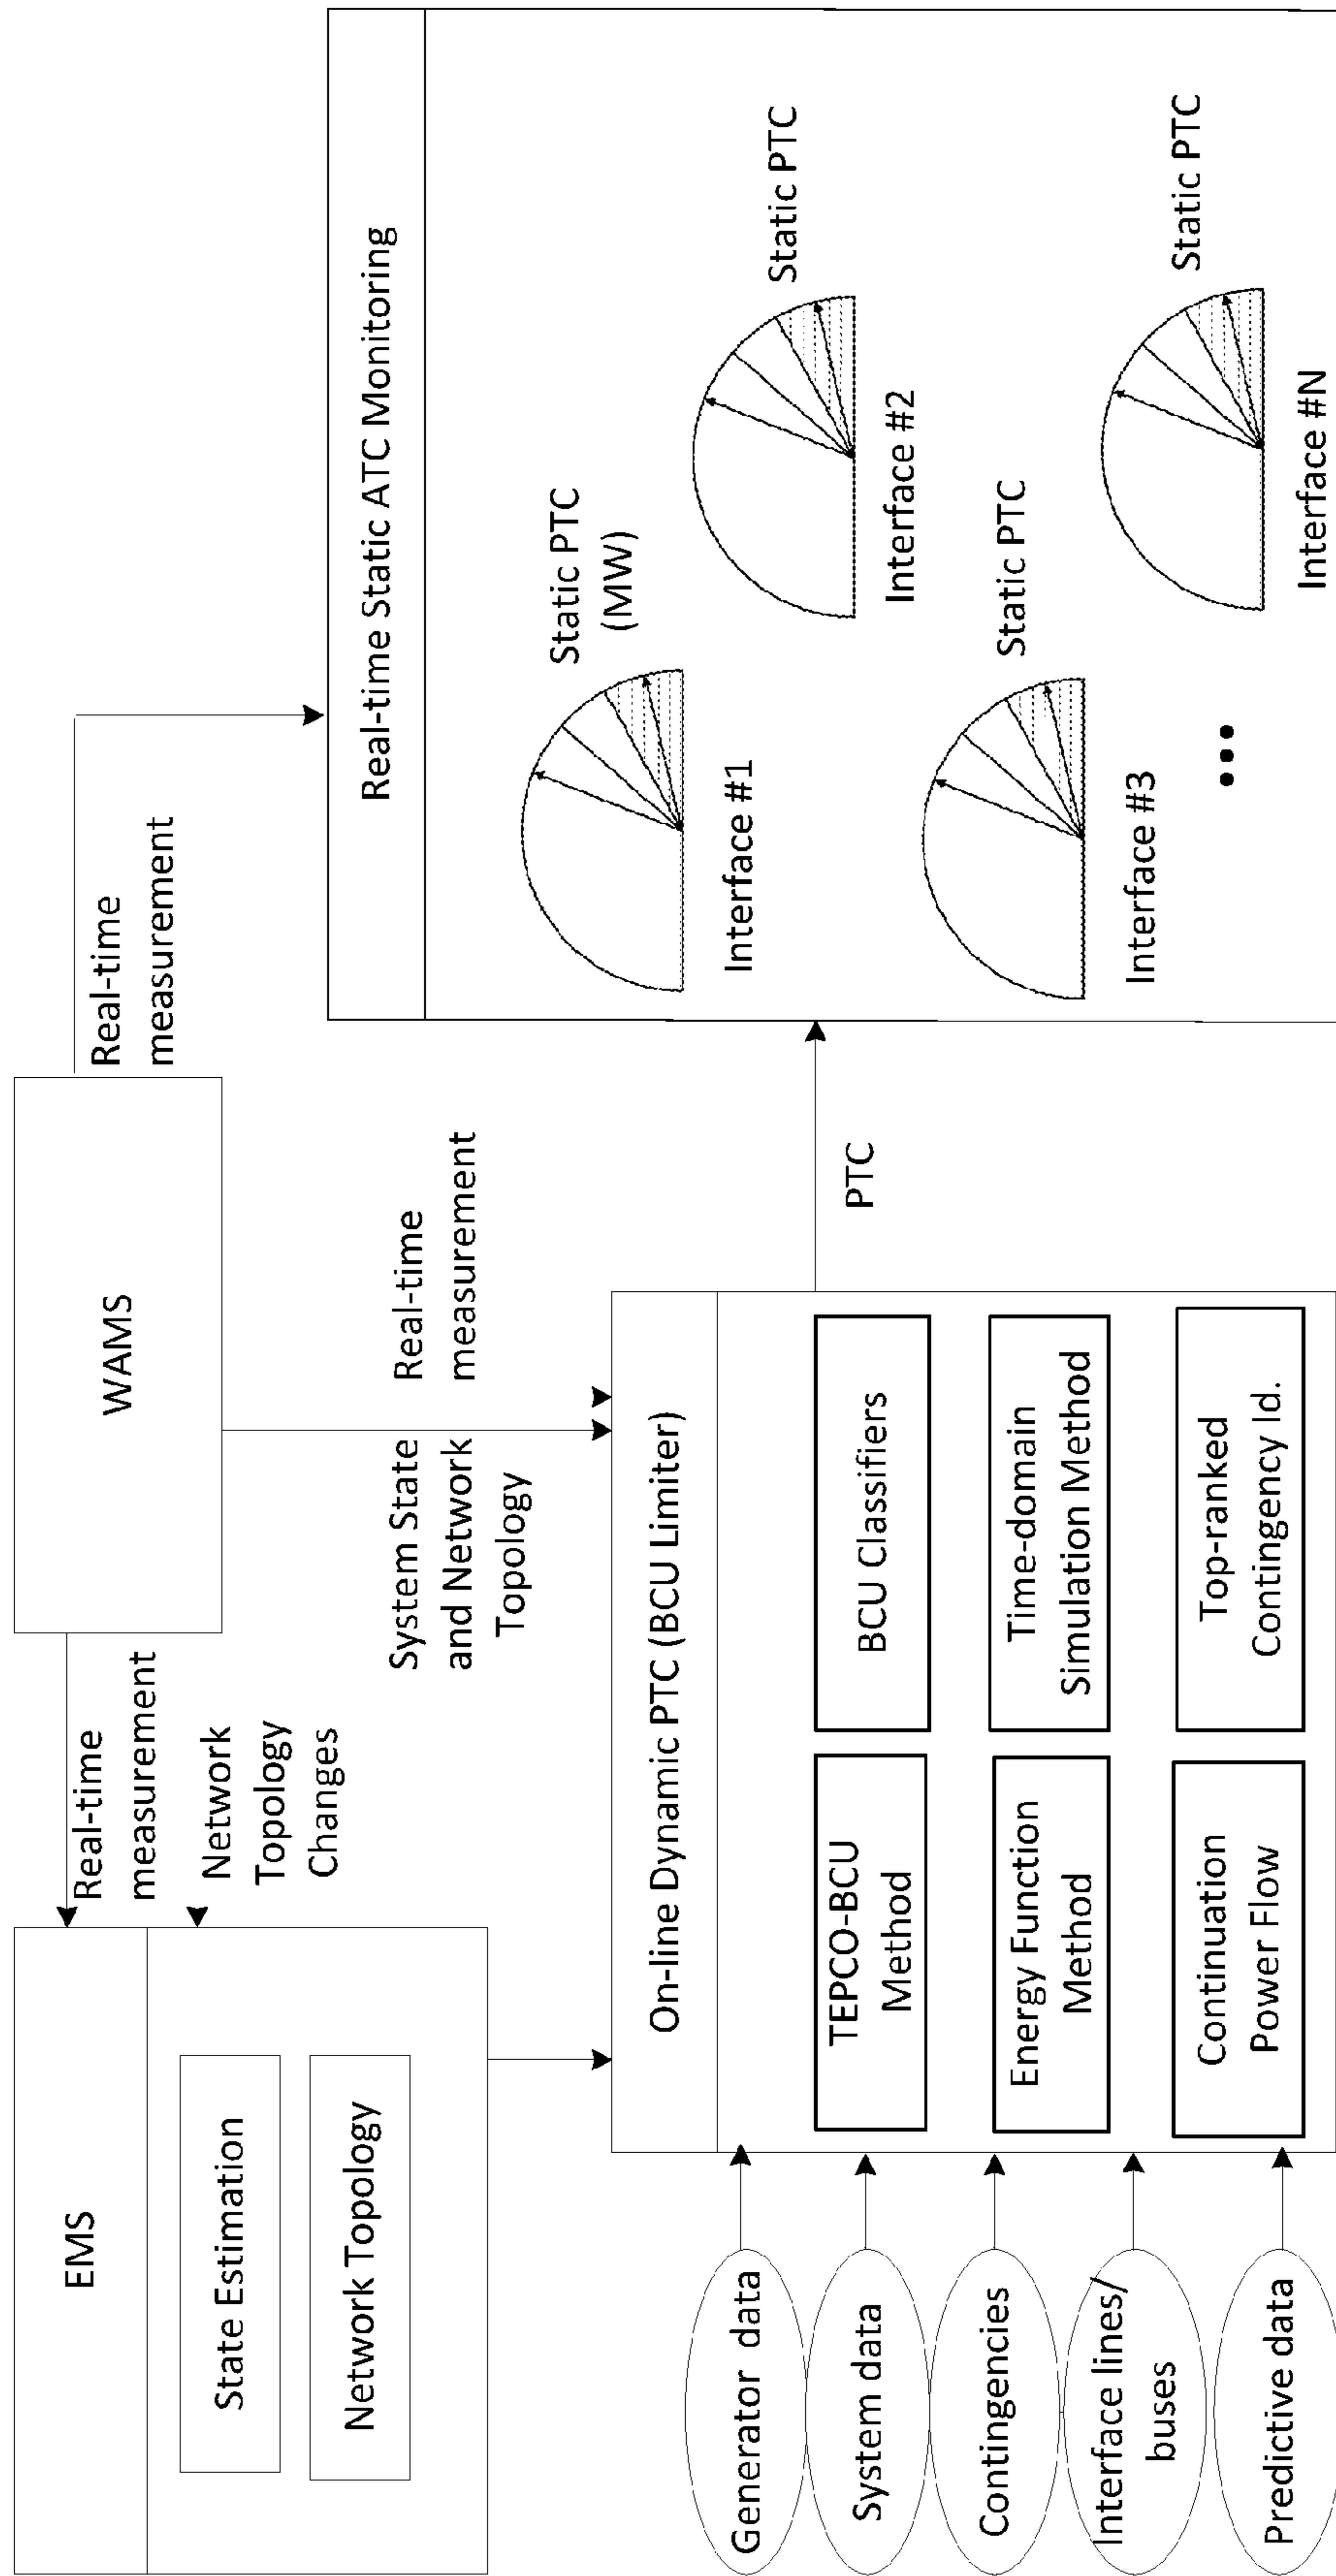 EMS
State Estimation
Network Topology
Real-time
measurement
Network
Topology
Changes
WAMS
Real-time
measurement
System State
and Network
Topology
Real-time
measurement
Generator data
System data
Contingencies
Interface lines/
buses
Predictive data
On-line Dynamic PTC (BCU Limiter)
TEPCO-BCU
Method
BCU Classifiers
Energy Function
Method
Time-domain
Simulation Method
Continuation
Power Flow
Top-ranked
Contingency Id.
PTC
Real-time Static ATC Monitoring
Static PTC
(MW)
Interface #1
Static PTC
Interface #2
Static PTC
Interface #3
•••
Static PTC
Interface #N